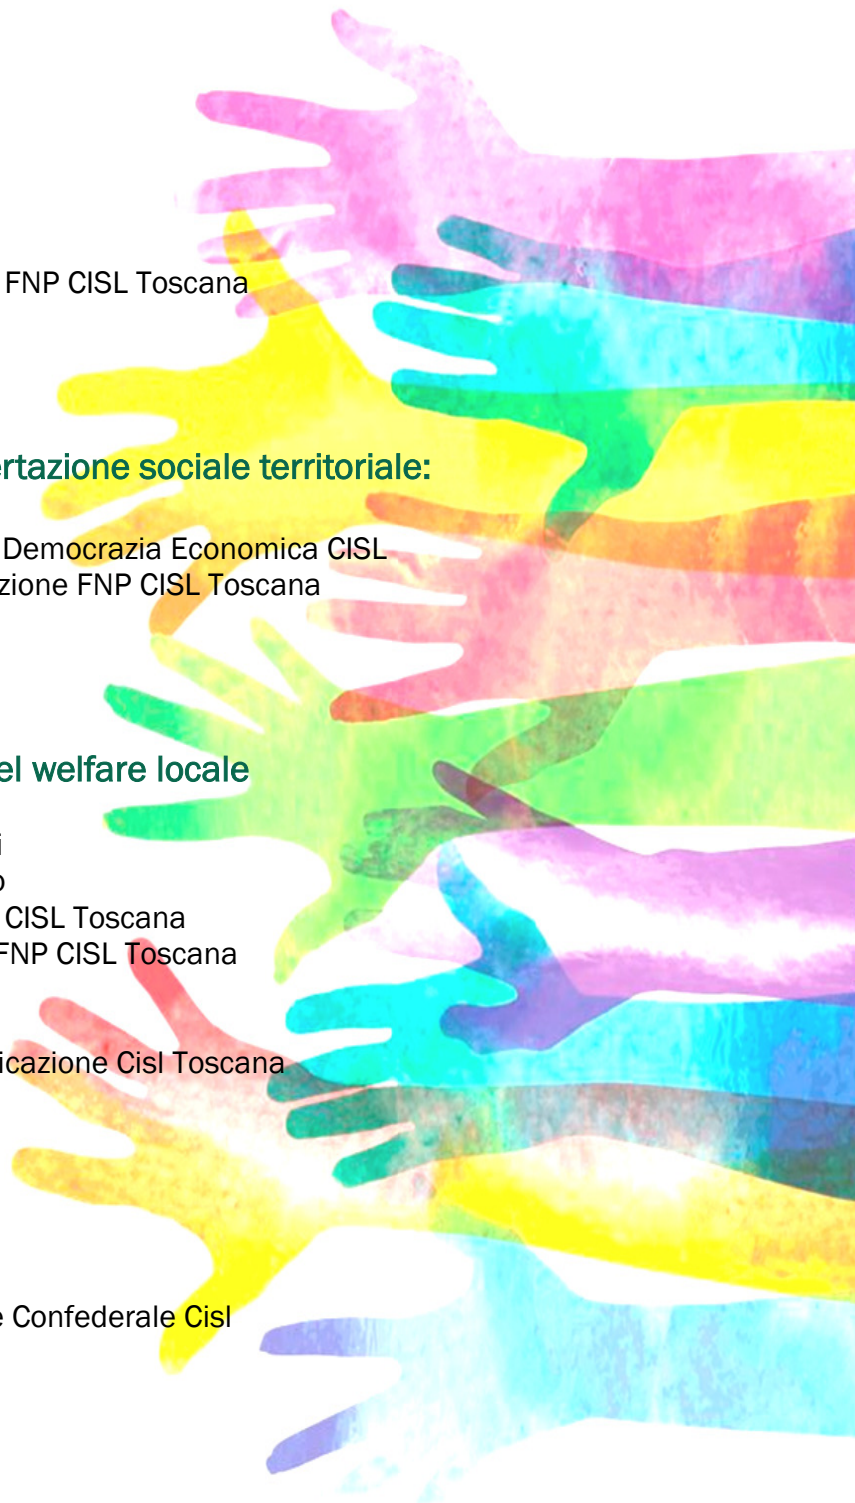 FNP CISL Toscana
rtazione sociale territoriale:
Democrazia Economica CISL
zione FNP CISL Toscana
el welfare locale
i
o
CISL Toscana
FNP CISL Toscana
icazione Cisl Toscana
e Confederale Cisl